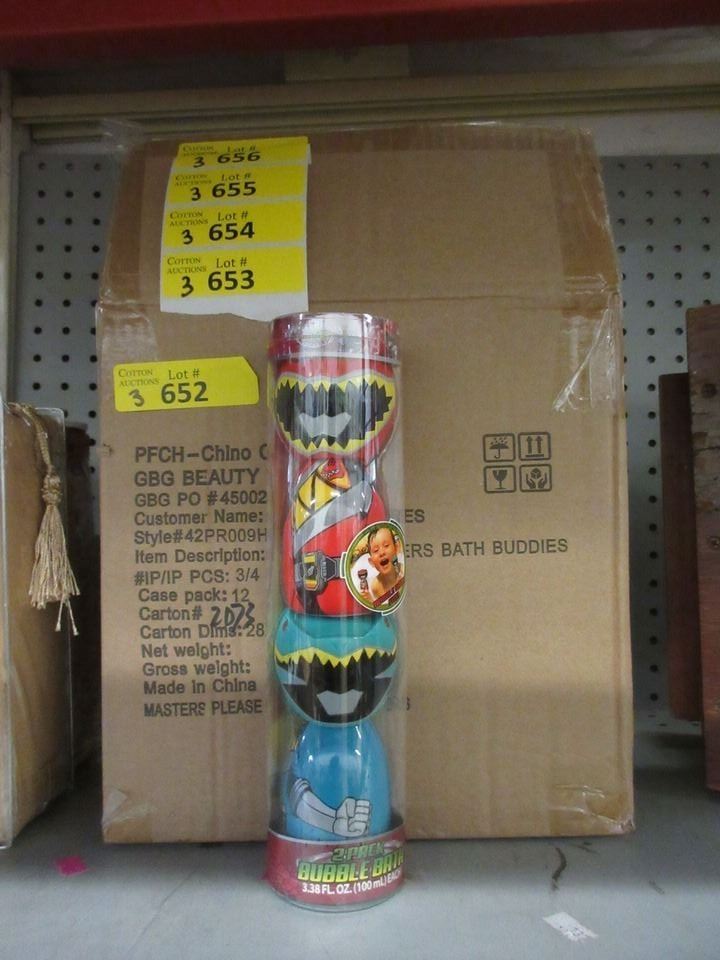 COTTON AUCTIONS Lot #
3 656
COTTON AUCTIONS Lot #
3 655
COTTON AUCTIONS Lot #
3 654
COTTON AUCTIONS Lot #
3 653
COTTON AUCTIONS Lot #
3 652
PFCH-Chino
GBG BEAUTY
GBG PO #45002
Customer Name:
Style#42PR009H
Item Description:
#IP/IP PCS: 3/4
Case pack: 12
Carton# 2073
Carton Dims: 28
Net weight:
Gross weight:
Made In China
MASTERS PLEASE
ES
ERS BATH BUDDIES
2-PACK
BUBBLE BATH
3.38 FL. OZ. (100 mL) EACH